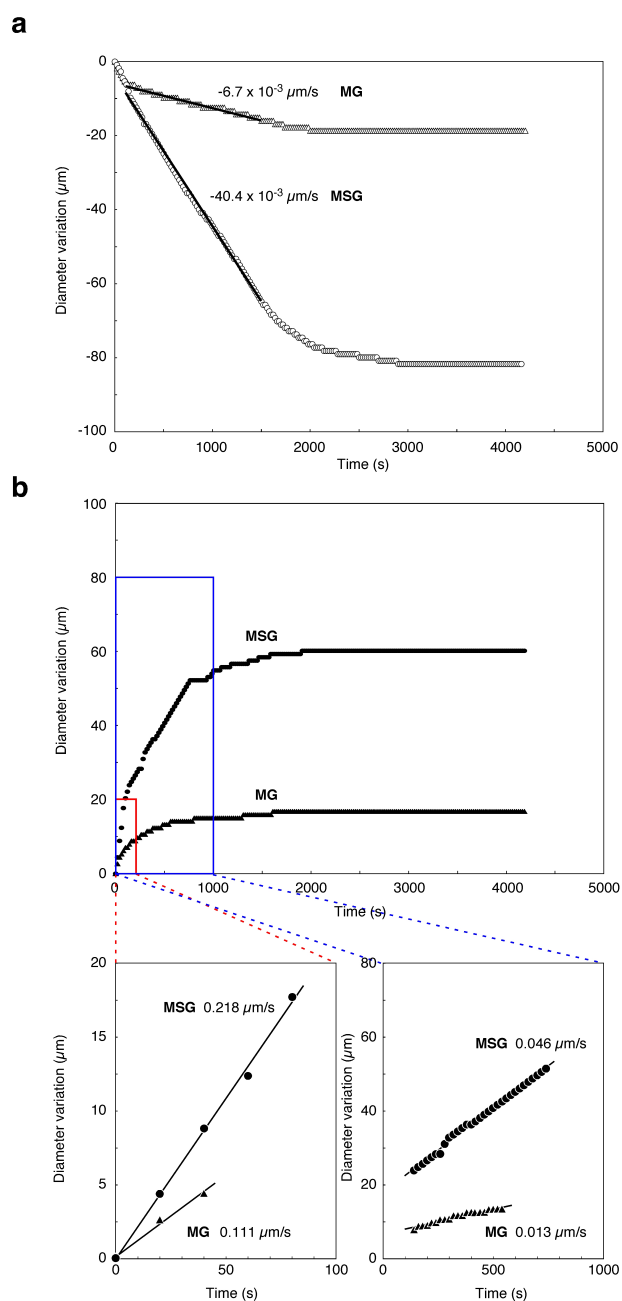 a
0
-20
-40
-60
-80
-100
Diameter variation (µm)
-6.7 x 10⁻³ µm/s MG
-40.4 x 10⁻³ µm/s MSG
0 1000 2000 3000 4000 5000
Time (s)
b
100
80
60
40
20
0
Diameter variation (µm)
MSG
MG
0 1000 2000 3000 4000 5000
Time (s)
20
15
10
5
0
Diameter variation (µm)
MSG 0.218 µm/s
MG 0.111 µm/s
0 50 100
Time (s)
80
60
40
20
0
Diameter variation (µm)
MSG 0.046 µm/s
MG 0.013 µm/s
0 500 1000
Time (s)